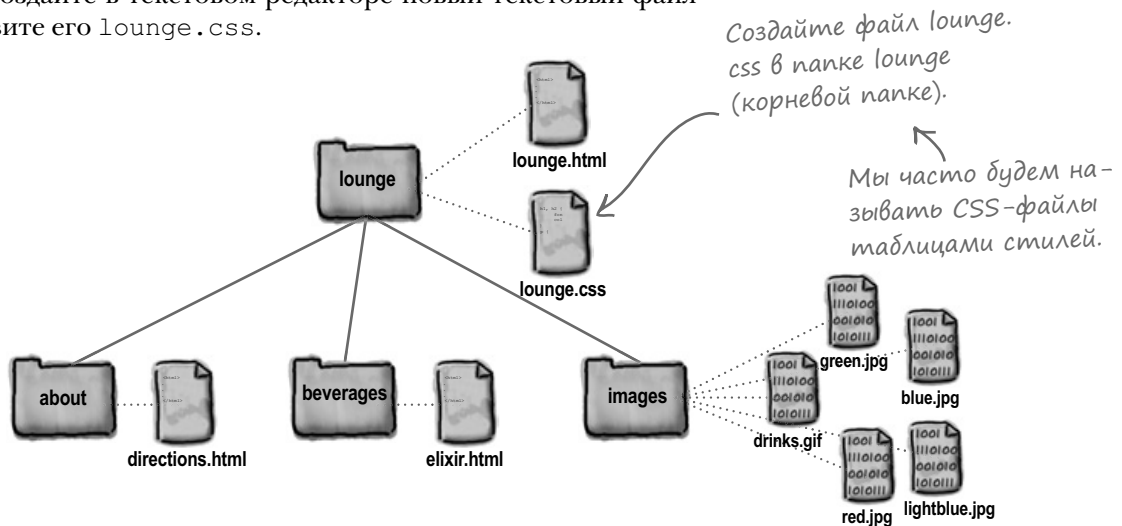 создайте в текстовом редакторе новый текстовый файл
вите его lounge.css.
Создайте файл lounge.
css в папке lounge
(корневой папке).
Мы часто будем на-
зывать CSS-файлы
таблицами стилей.
lounge
lounge.html
lounge.css
about
directions.html
beverages
elixir.html
images
green.jpg
blue.jpg
drinks.gif
red.jpg
lightblue.jpg